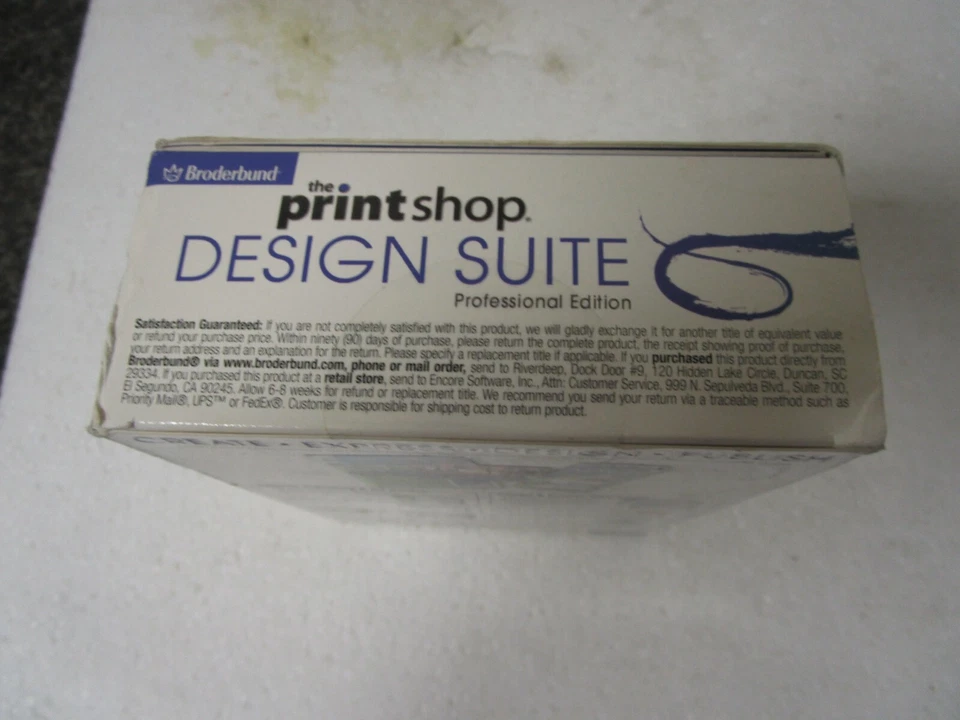 Broderbund
the
printshop.
DESIGN SUITE
Professional Edition
Satisfaction Guaranteed: If you are not completely satisfied with this product, we will gladly exchange it for another title of equivalent value
or refund your purchase price. Within ninety (90) days of purchase, please return the complete product, the receipt showing proof of purchase,
your return address and an explanation for the return. Please specify a replacement title if applicable. If you purchased this product directly from
Broderbund® via www.broderbund.com, phone or mail order, send to Riverdeep, Dock Door #9, 120 Hidden Lake Circle, Duncan, SC
29334. If you purchased this product at a retail store, send to Encore Software, Inc., Attn: Customer Service, 999 N. Sepulveda Blvd., Suite 700,
El Segundo, CA 90245. Allow 6-8 weeks for refund or replacement title. We recommend you send your return via a traceable method such as
Priority Mail®, UPS™ or FedEx®. Customer is responsible for shipping cost to return product.
CREATE • EXPRESS • DESIGN • PUBLISH